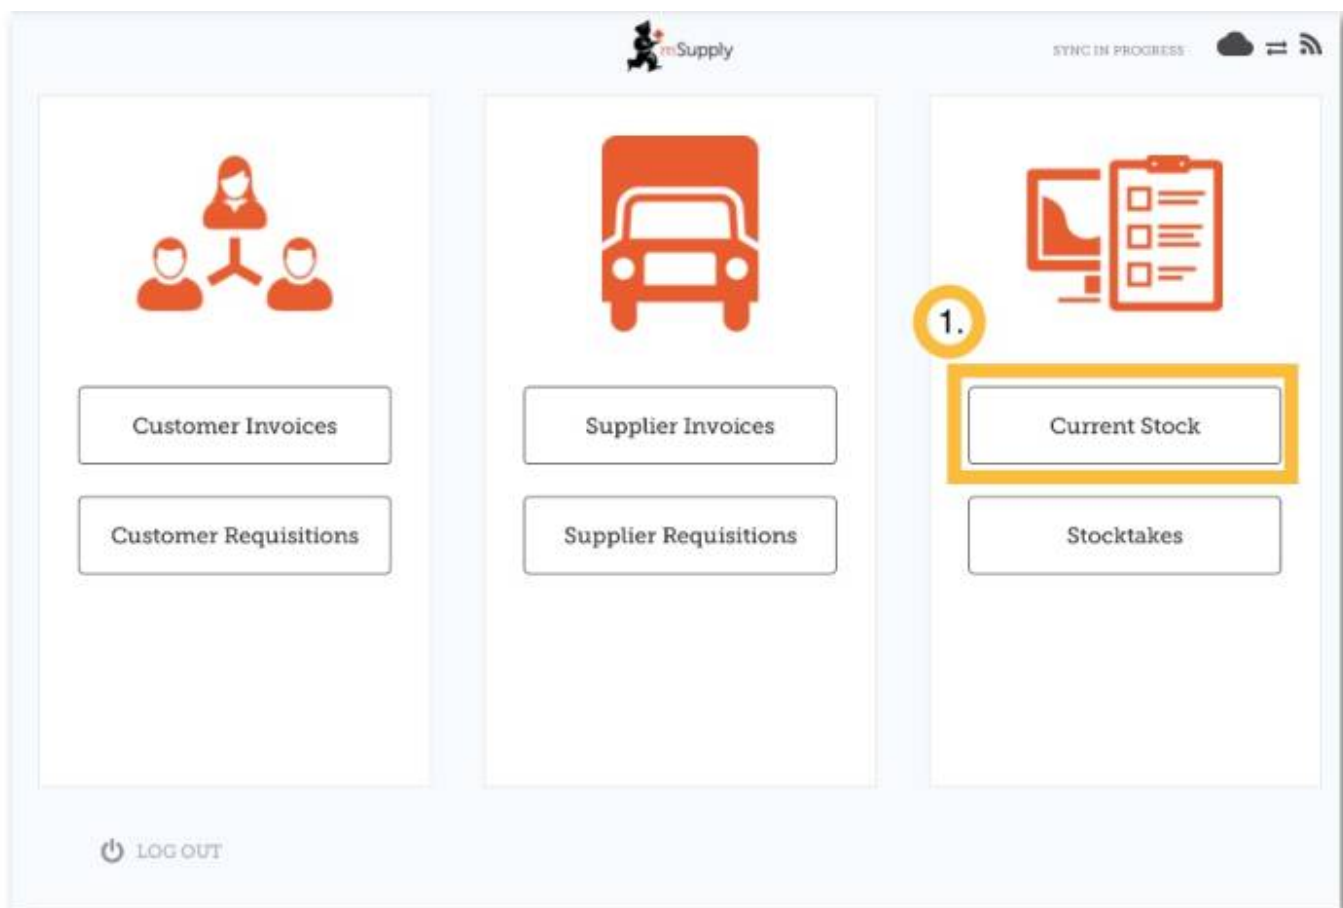 mSupply
SYNC IN PROGRESS
1.
Customer Invoices
Supplier Invoices
Current Stock
Customer Requisitions
Supplier Requisitions
Stocktakes
LOG OUT